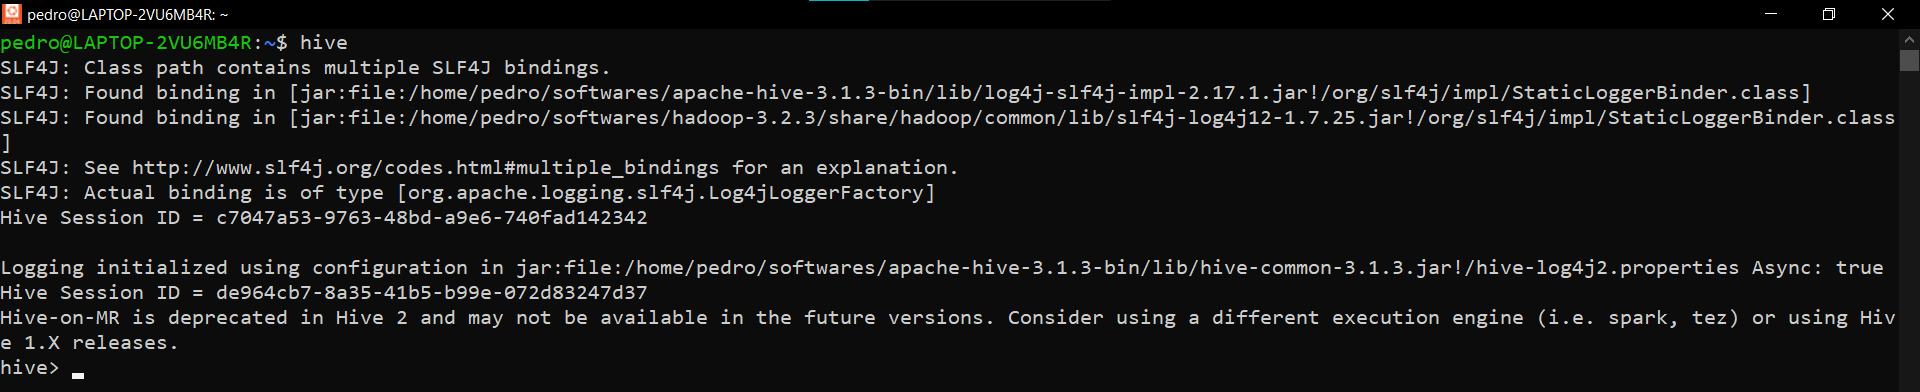 pedro@LAPTOP-2VU6MB4R: ~
pedro@LAPTOP-2VU6MB4R:~$ hive
SLF4J: Class path contains multiple SLF4J bindings.
SLF4J: Found binding in [jar:file:/home/pedro/softwares/apache-hive-3.1.3-bin/lib/log4j-slf4j-impl-2.17.1.jar!/org/slf4j/impl/StaticLoggerBinder.class]
SLF4J: Found binding in [jar:file:/home/pedro/softwares/hadoop-3.2.3/share/hadoop/common/lib/slf4j-log4j12-1.7.25.jar!/org/slf4j/impl/StaticLoggerBinder.class
]
SLF4J: See http://www.slf4j.org/codes.html#multiple_bindings for an explanation.
SLF4J: Actual binding is of type [org.apache.logging.slf4j.Log4jLoggerFactory]
Hive Session ID = c7047a53-9763-48bd-a9e6-740fad142342
Logging initialized using configuration in jar:file:/home/pedro/softwares/apache-hive-3.1.3-bin/lib/hive-common-3.1.3.jar!/hive-log4j2.properties Async: true
Hive Session ID = de964cb7-8a35-41b5-b99e-072d83247d37
Hive-on-MR is deprecated in Hive 2 and may not be available in the future versions. Consider using a different execution engine (i.e. spark, tez) or using Hiv
e 1.X releases.
hive>